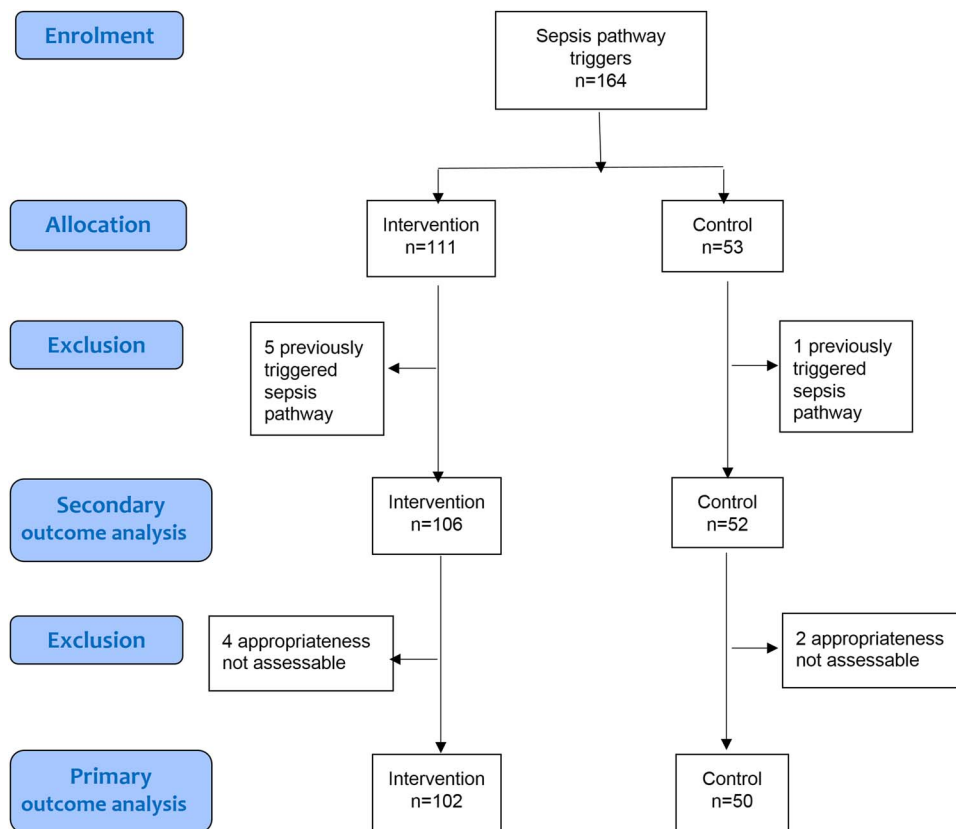 Enrolment
Sepsis pathway
triggers
n=164
Allocation
Intervention
n=111
Control
n=53
Exclusion
5 previously
triggered
sepsis
pathway
1 previously
triggered
sepsis
pathway
Secondary
outcome analysis
Intervention
n=106
Control
n=52
Exclusion
4 appropriateness
not assessable
2 appropriateness
not assessable
Primary
outcome analysis
Intervention
n=102
Control
n=50